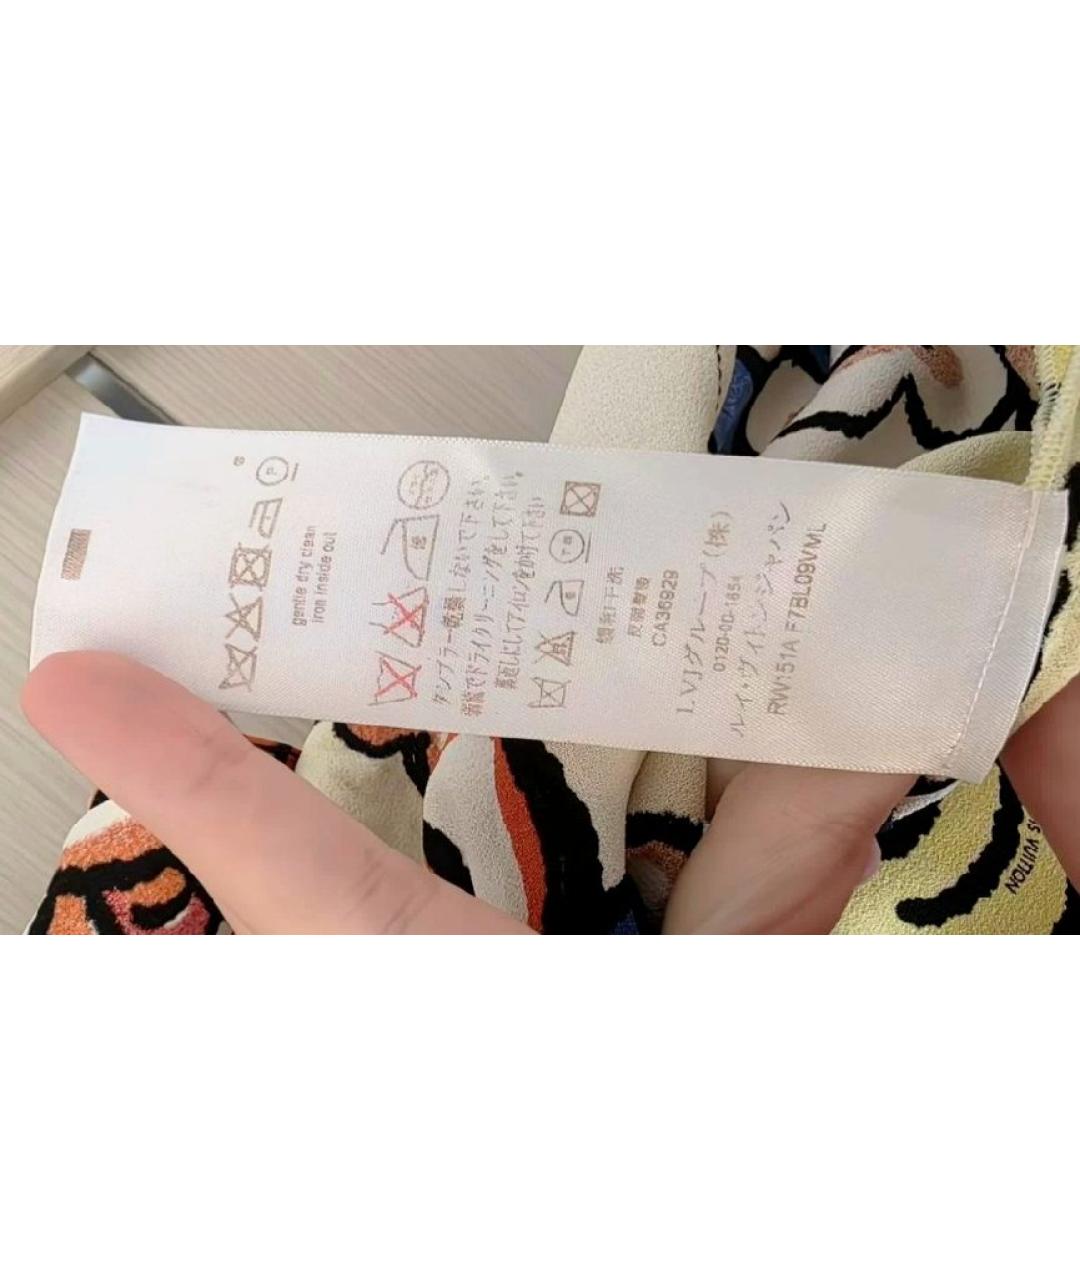 gentle dry clean
iron inside out
タンブラー乾燥しないで下さい。
弱流でドライクリーニングをして下さい。
裏返しにしてアイロンをかけて下さい
CA36929
LVJグループ(株)
0120-00-1854
ルイ・ヴィトンジャパン
RW151A F7BL09VML
VUITTON